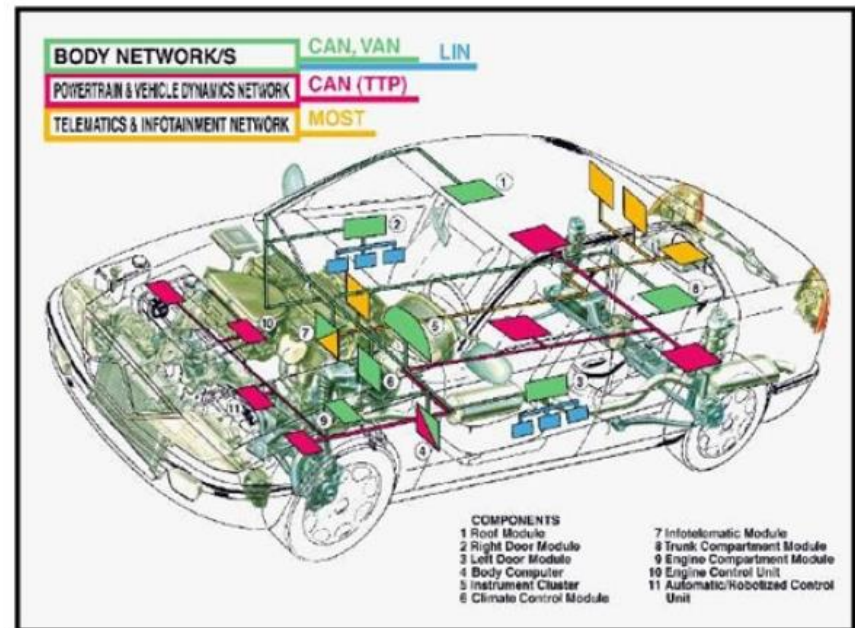 BODY NETWORK/S CAN, VAN LIN
POWERTRAIN & VEHICLE DYNAMICS NETWORK CAN (TTP)
TELEMATICS & INFOTAINMENT NETWORK MOST
1
2
10
7
5
8
6
3
11
9
4
COMPONENTS
1 Roof Module
2 Right Door Module
3 Left Door Module
4 Body Computer
5 Instrument Cluster
6 Climate Control Module
7 Infotelematic Module
8 Trunk Compartment Module
9 Engine Compartment Module
10 Engine Control Unit
11 Automatic/Robotized Control
Unit